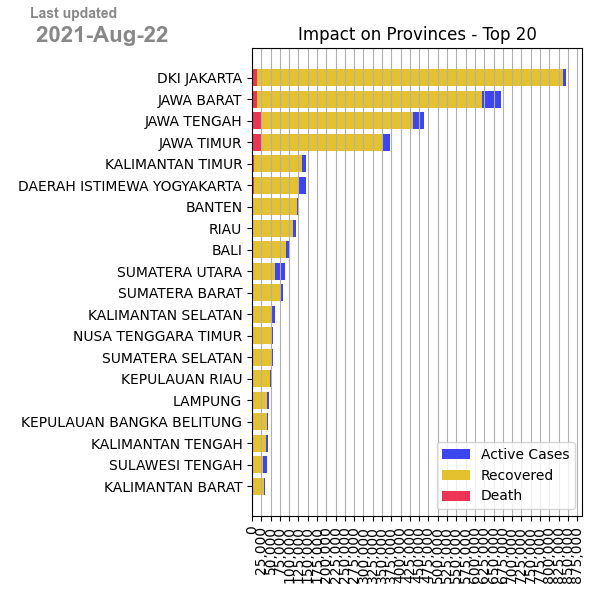 Last updated
2021-Aug-22
Impact on Provinces - Top 20
DKI JAKARTA
JAWA BARAT
JAWA TENGAH
JAWA TIMUR
KALIMANTAN TIMUR
DAERAH ISTIMEWA YOGYAKARTA
BANTEN
RIAU
BALI
SUMATERA UTARA
SUMATERA BARAT
KALIMANTAN SELATAN
NUSA TENGGARA TIMUR
SUMATERA SELATAN
KEPULAUAN RIAU
LAMPUNG
KEPULAUAN BANGKA BELITUNG
KALIMANTAN TENGAH
SULAWESI TENGAH
KALIMANTAN BARAT
Active Cases
Recovered
Death
0
25,000
50,000
75,000
100,000
125,000
150,000
175,000
200,000
225,000
250,000
275,000
300,000
325,000
350,000
375,000
400,000
425,000
450,000
475,000
500,000
525,000
550,000
575,000
600,000
625,000
650,000
675,000
700,000
725,000
750,000
775,000
800,000
825,000
850,000
875,000